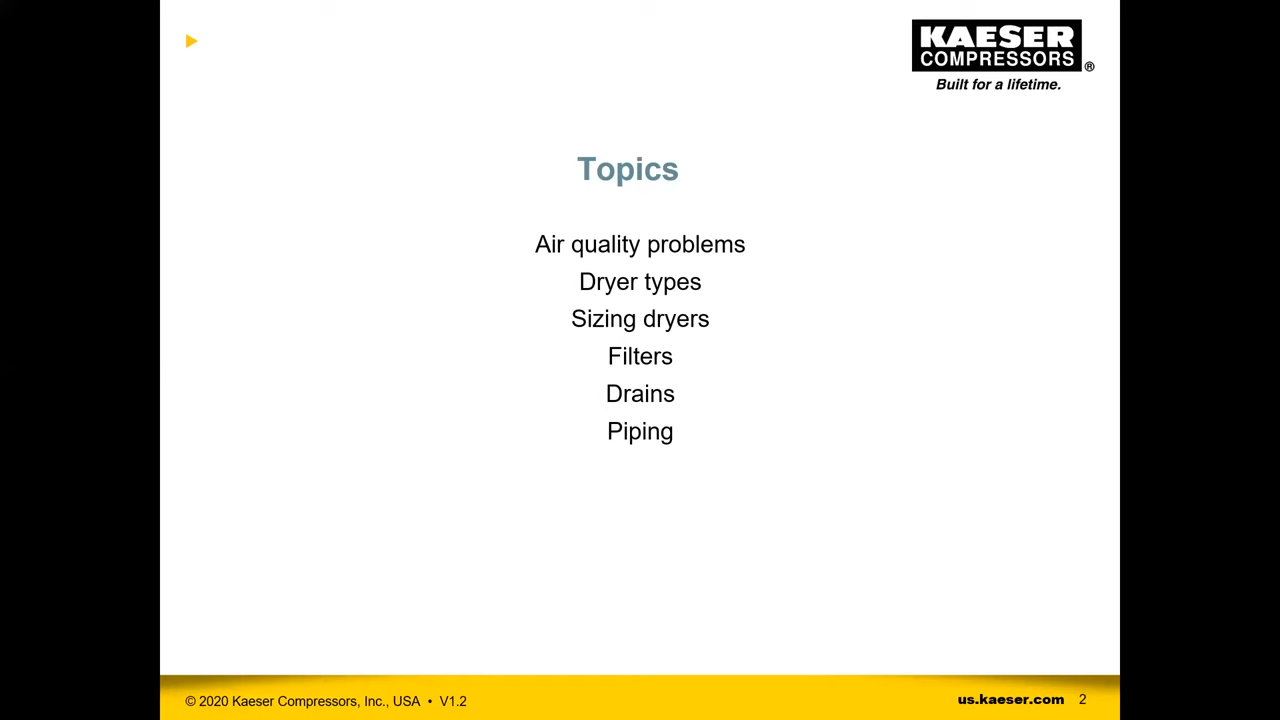 KAESER
COMPRESSORS
®
Built for a lifetime.
Topics
Air quality problems
Dryer types
Sizing dryers
Filters
Drains
Piping
© 2020 Kaeser Compressors, Inc., USA • V1.2
us.kaeser.com 2